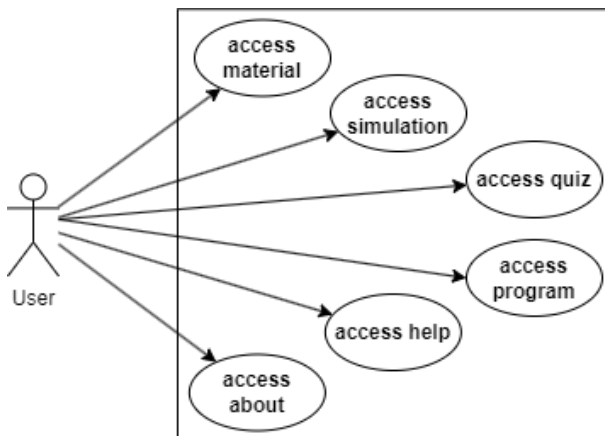 access
material
access
simulation
access quiz
access
program
User
access help
access
about